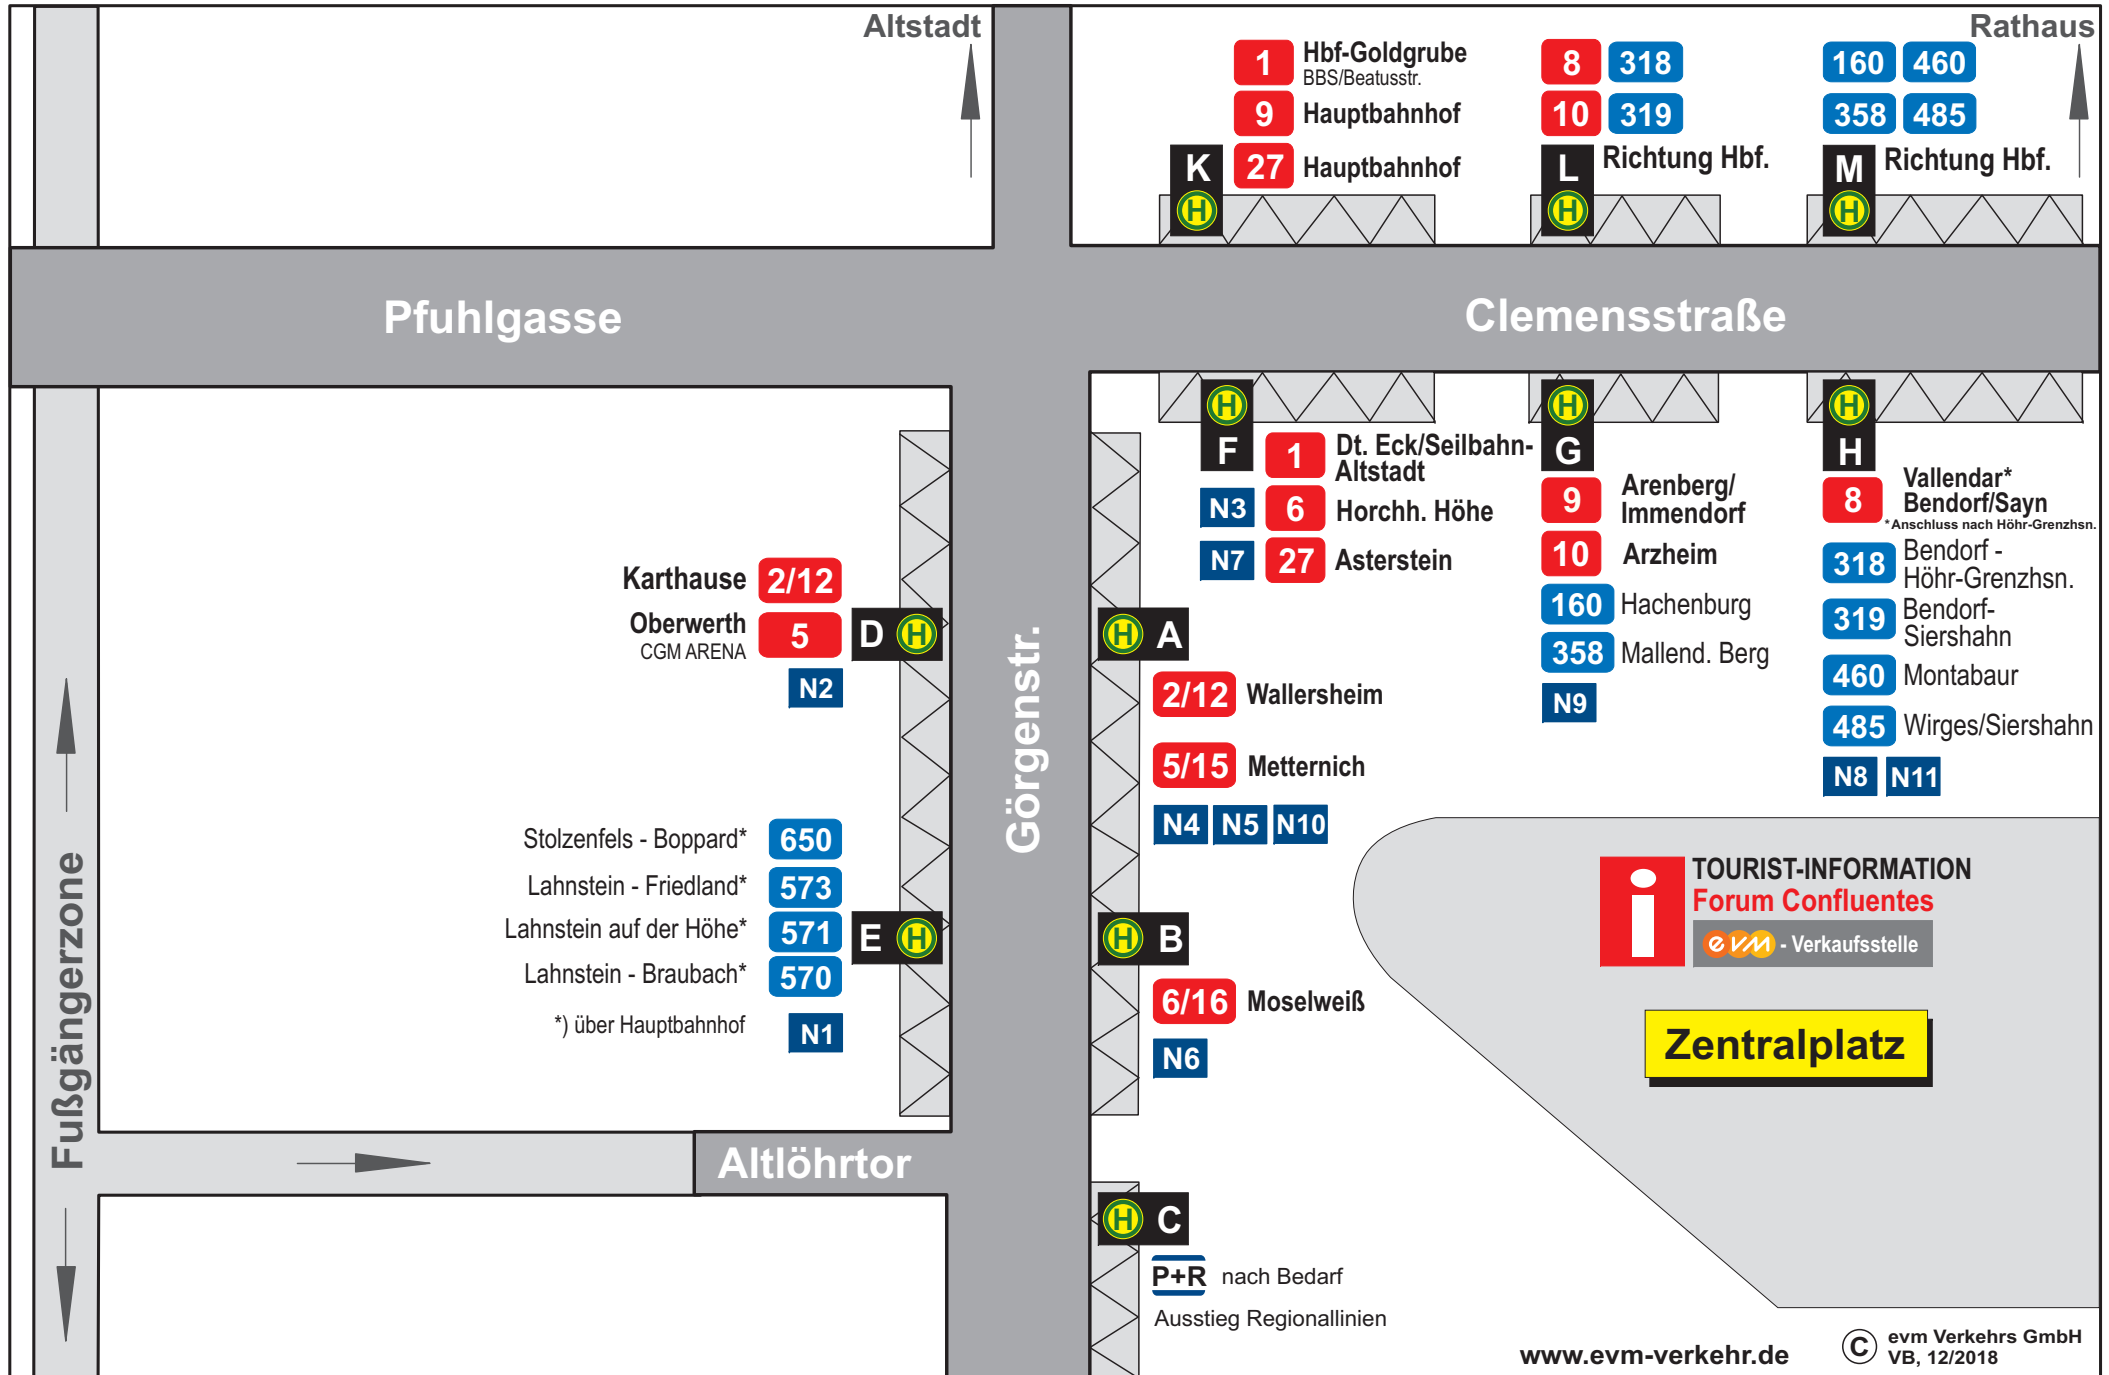 Altstadt
Rathaus
1 Hbf-Goldgrube
BBS/Beatusstr.
9 Hauptbahnhof
27 Hauptbahnhof
K
H
8 318
10 319
L Richtung Hbf.
H
160 460
358 485
M Richtung Hbf.
H
Pfuhlgasse
Clemensstraße
H
F
1 Dt. Eck/Seilbahn-
Altstadt
N3 6 Horchh. Höhe
N7 27 Asterstein
H
G
9 Arenberg/
Immendorf
10 Arzheim
160 Hachenburg
358 Mallend. Berg
N9
H
H
8 Vallendar*
Bendorf/Sayn
*Anschluss nach Höhr-Grenzhsn.
318 Bendorf -
Höhr-Grenzhsn.
319 Bendorf-
Siershahn
460 Montabaur
485 Wirges/Siershahn
N8 N11
Karthause 2/12
Oberwerth 5
CGM ARENA
D H
N2
Görgenstr.
H A
2/12 Wallersheim
5/15 Metternich
N4 N5 N10
Stolzenfels - Boppard* 650
Lahnstein - Friedland* 573
Lahnstein auf der Höhe* 571
Lahnstein - Braubach* 570
E H
*) über Hauptbahnhof N1
H B
6/16 Moselweiß
N6
Fußgängerzone
Altlöhrtor
H C
P+R nach Bedarf
Ausstieg Regionallinien
i TOURIST-INFORMATION
Forum Confluentes
evm - Verkaufsstelle
Zentralplatz
www.evm-verkehr.de
C evm Verkehrs GmbH
VB, 12/2018